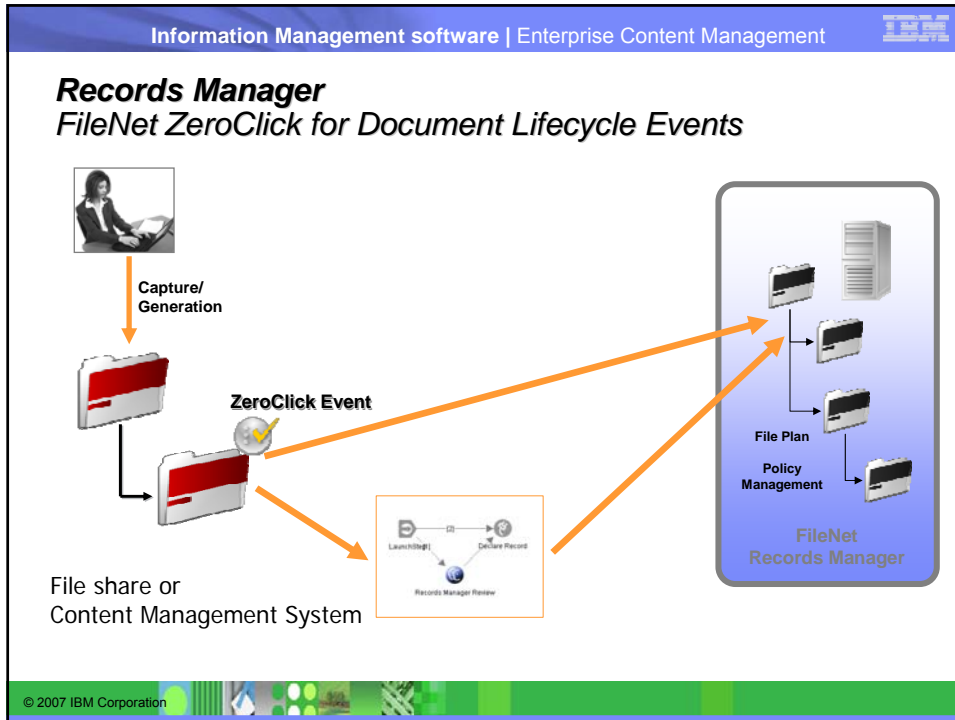 Information Management software | Enterprise Content Management
IBM
Records Manager
FileNet ZeroClick for Document Lifecycle Events
Capture/
Generation
ZeroClick Event
File share or
Content Management System
Declare Record
Records Manager Review
File Plan
Policy
Management
FileNet
Records Manager
© 2007 IBM Corporation